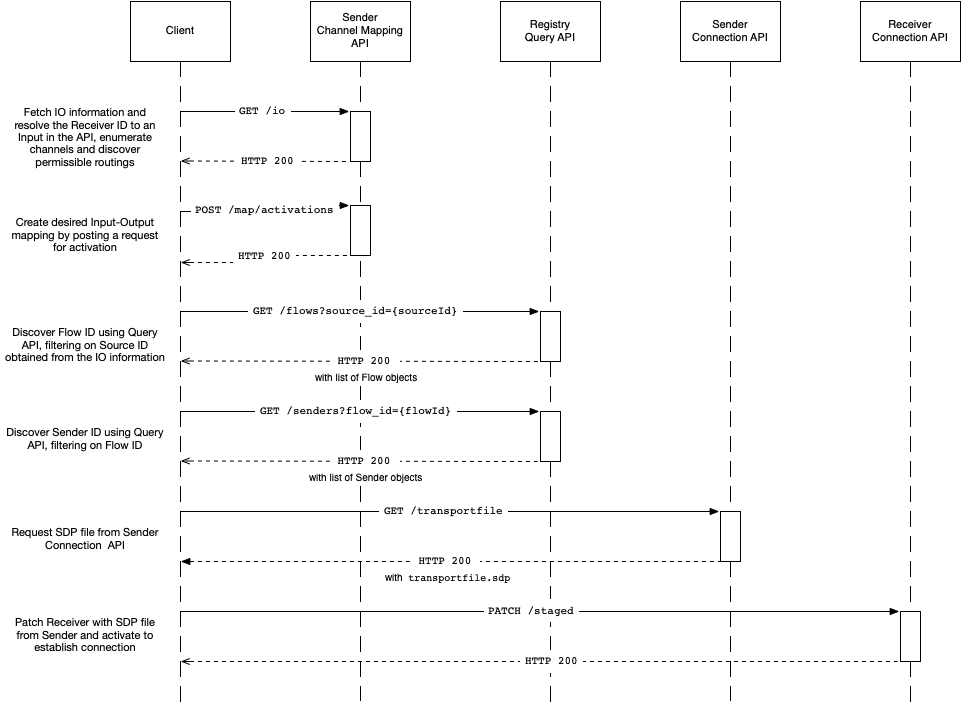 Client
Sender
Channel Mapping
API
Registry
Query API
Sender
Connection API
Receiver
Connection API
Fetch IO information and
resolve the Receiver ID to an
Input in the API, enumerate
channels and discover
permissible routings
GET /io
HTTP 200
Create desired Input-Output
mapping by posting a request
for activation
POST /map/activations
HTTP 200
Discover Flow ID using Query
API, filtering on Source ID
obtained from the IO information
GET /flows?source_id={sourceId}
HTTP 200
with list of Flow objects
Discover Sender ID using Query
API, filtering on Flow ID
GET /senders?flow_id={flowId}
HTTP 200
with list of Sender objects
Request SDP file from Sender
Connection API
GET /transportfile
HTTP 200
with transportfile.sdp
Patch Receiver with SDP file
from Sender and activate to
establish connection
PATCH /staged
HTTP 200